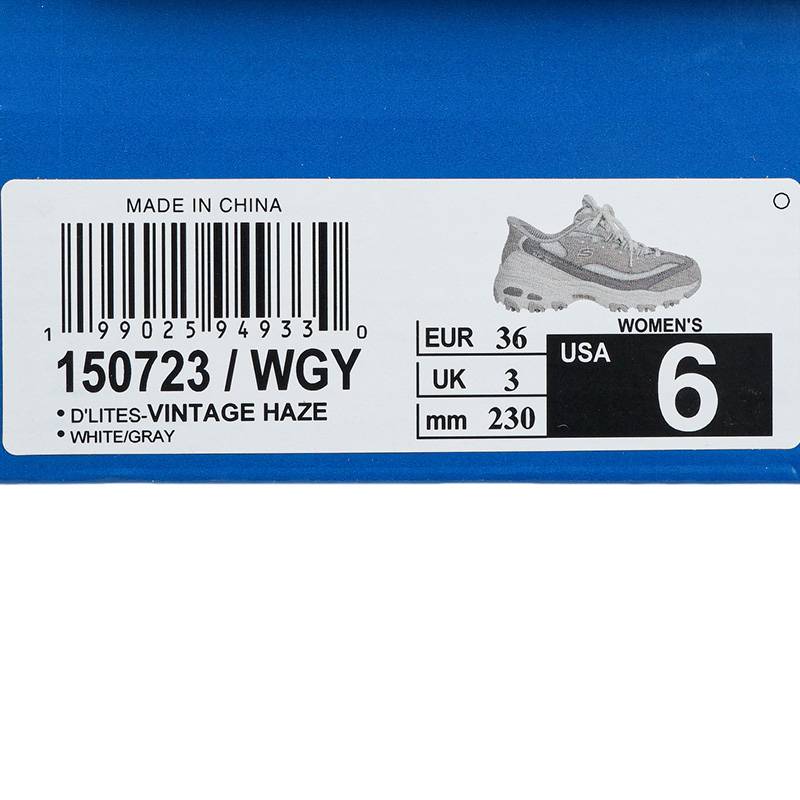 MADE IN CHINA
1 99025 94933 0
150723 / WGY
• D'LITES-VINTAGE HAZE
• WHITE/GRAY
EUR 36
UK 3
mm 230
WOMEN'S
USA 6